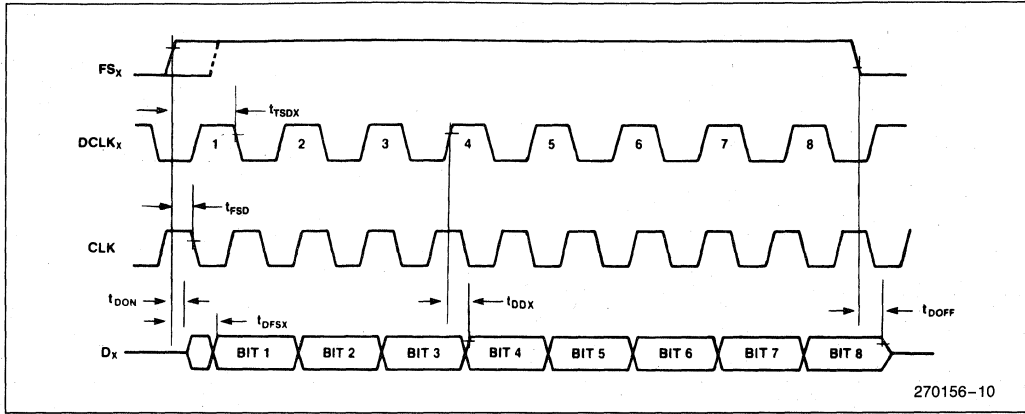 FSX
tTSDX
DCLKX
1 2 3 4 5 6 7 8
tFSD
CLK
tDON
tDDX
tDOFF
tDFSX
DX
BIT 1 BIT 2 BIT 3 BIT 4 BIT 5 BIT 6 BIT 7 BIT 8
270156-10